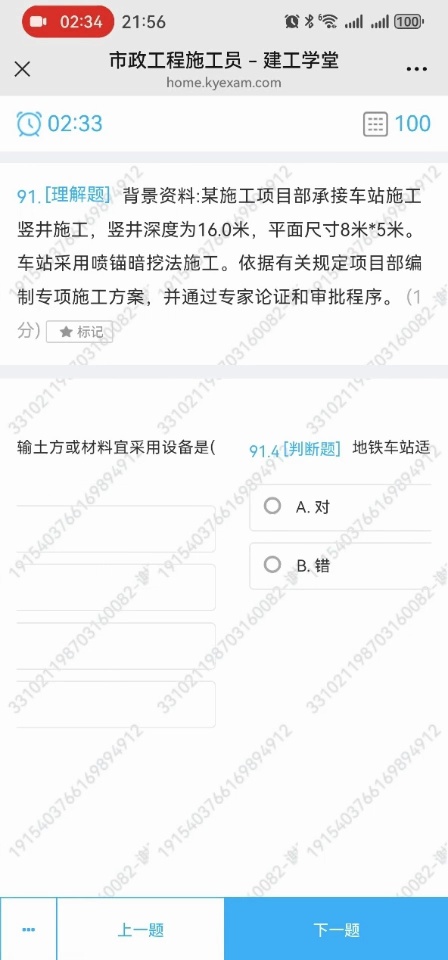 02:34 21:56 100
市政工程施工员 - 建工学堂
home.kyexam.com
02:33 100
91.[理解题] 背景资料:某施工项目部承接车站施工
竖井施工，竖井深度为16.0米，平面尺寸8米*5米。
车站采用喷锚暗挖法施工。依据有关规定项目部编
制专项施工方案，并通过专家论证和审批程序。(1
分) ★ 标记
输土方或材料宜采用设备是(
91.4 [判断题] 地铁车站适
A. 对
B. 错
上一题 下一题